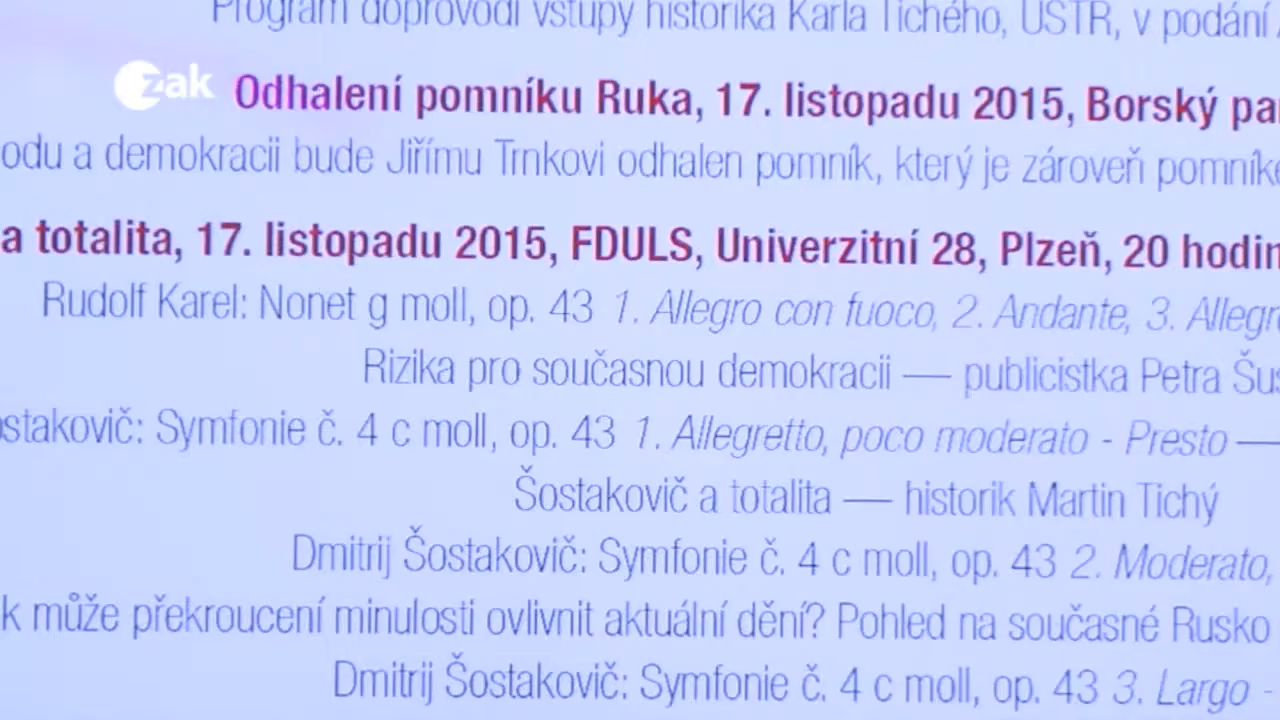 Program doprovodí vstupy historika Karla Tichého, ÚSTR, v podání
zak
Odhalení pomníku Ruka, 17. listopadu 2015, Borský
odu a demokracii bude Jiřímu Trnkovi odhalen pomník, který je zároveň
a totalita, 17. listopadu 2015, FDULS, Univerzitní 28, Plzeň, 20
Rudolf Karel: Nonet g moll, op. 43 1. Allegro con fuoco, 2. Andante, 3.
Rizika pro současnou demokracii — publicistka Petra
ostakovič: Symfonie č. 4 c moll, op. 43 1. Allegretto, poco moderato - Presto —
Šostakovič a totalita — historik Martin Tichý
Dmitrij Šostakovič: Symfonie č. 4 c moll, op. 43 2. Moderato,
k může překroucení minulosti ovlivnit aktuální dění? Pohled na současné Rusko
Dmitrij Šostakovič: Symfonie č. 4 c moll, op. 43 3. Largo -